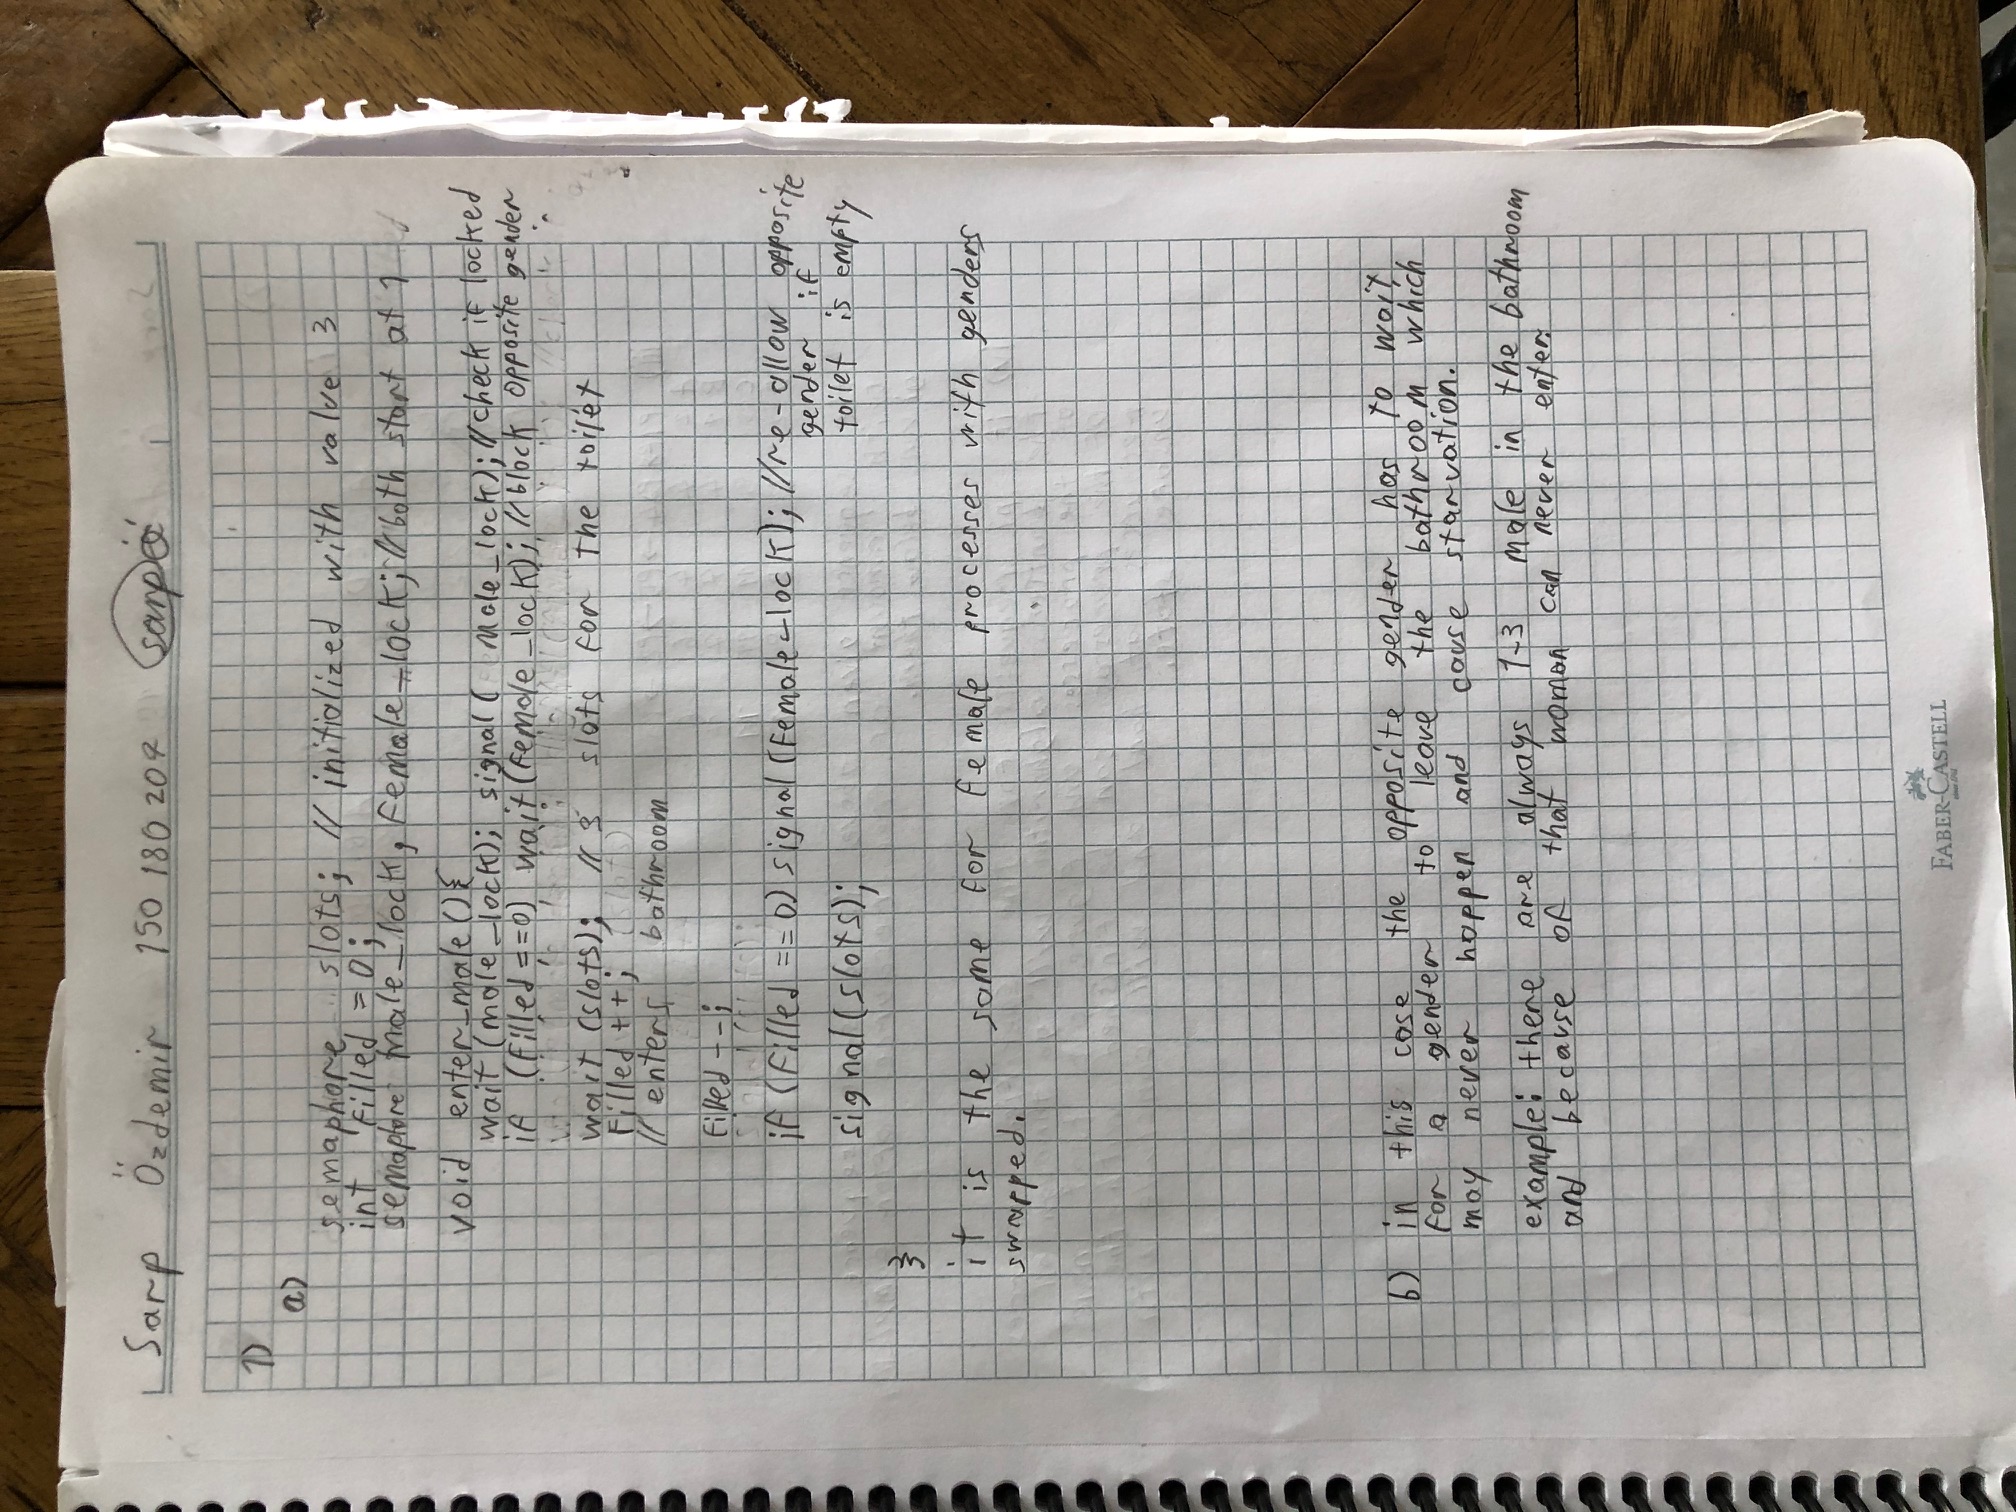 Sarp Özdemir 150180207 sarpö
1)
a)
semaphore slots; // initialized with value 3
int filled = 0;
semaphore male_lock, female_lock; // both start at 1
void enter_male(){
wait(male_lock); signal( male_lock); // check if locked
if (filled == 0) wait(female_lock); // block opposite gender
wait(slots); // 3 slots for the toilet
filled++;
// enters bathroom
filled--;
if (filled == 0) signal(female_lock); // re-allow opposite
gender if
signal(slots); toilet is empty
}
it is the same for female processes with genders
swapped.
b) in this case the opposite gender has to wait
for a gender to leave the bathroom which
may never happen and cause starvation.
example: there are always 1-3 male in the bathroom
and because of that woman can never enter.
FABER-CASTELL
since 1761